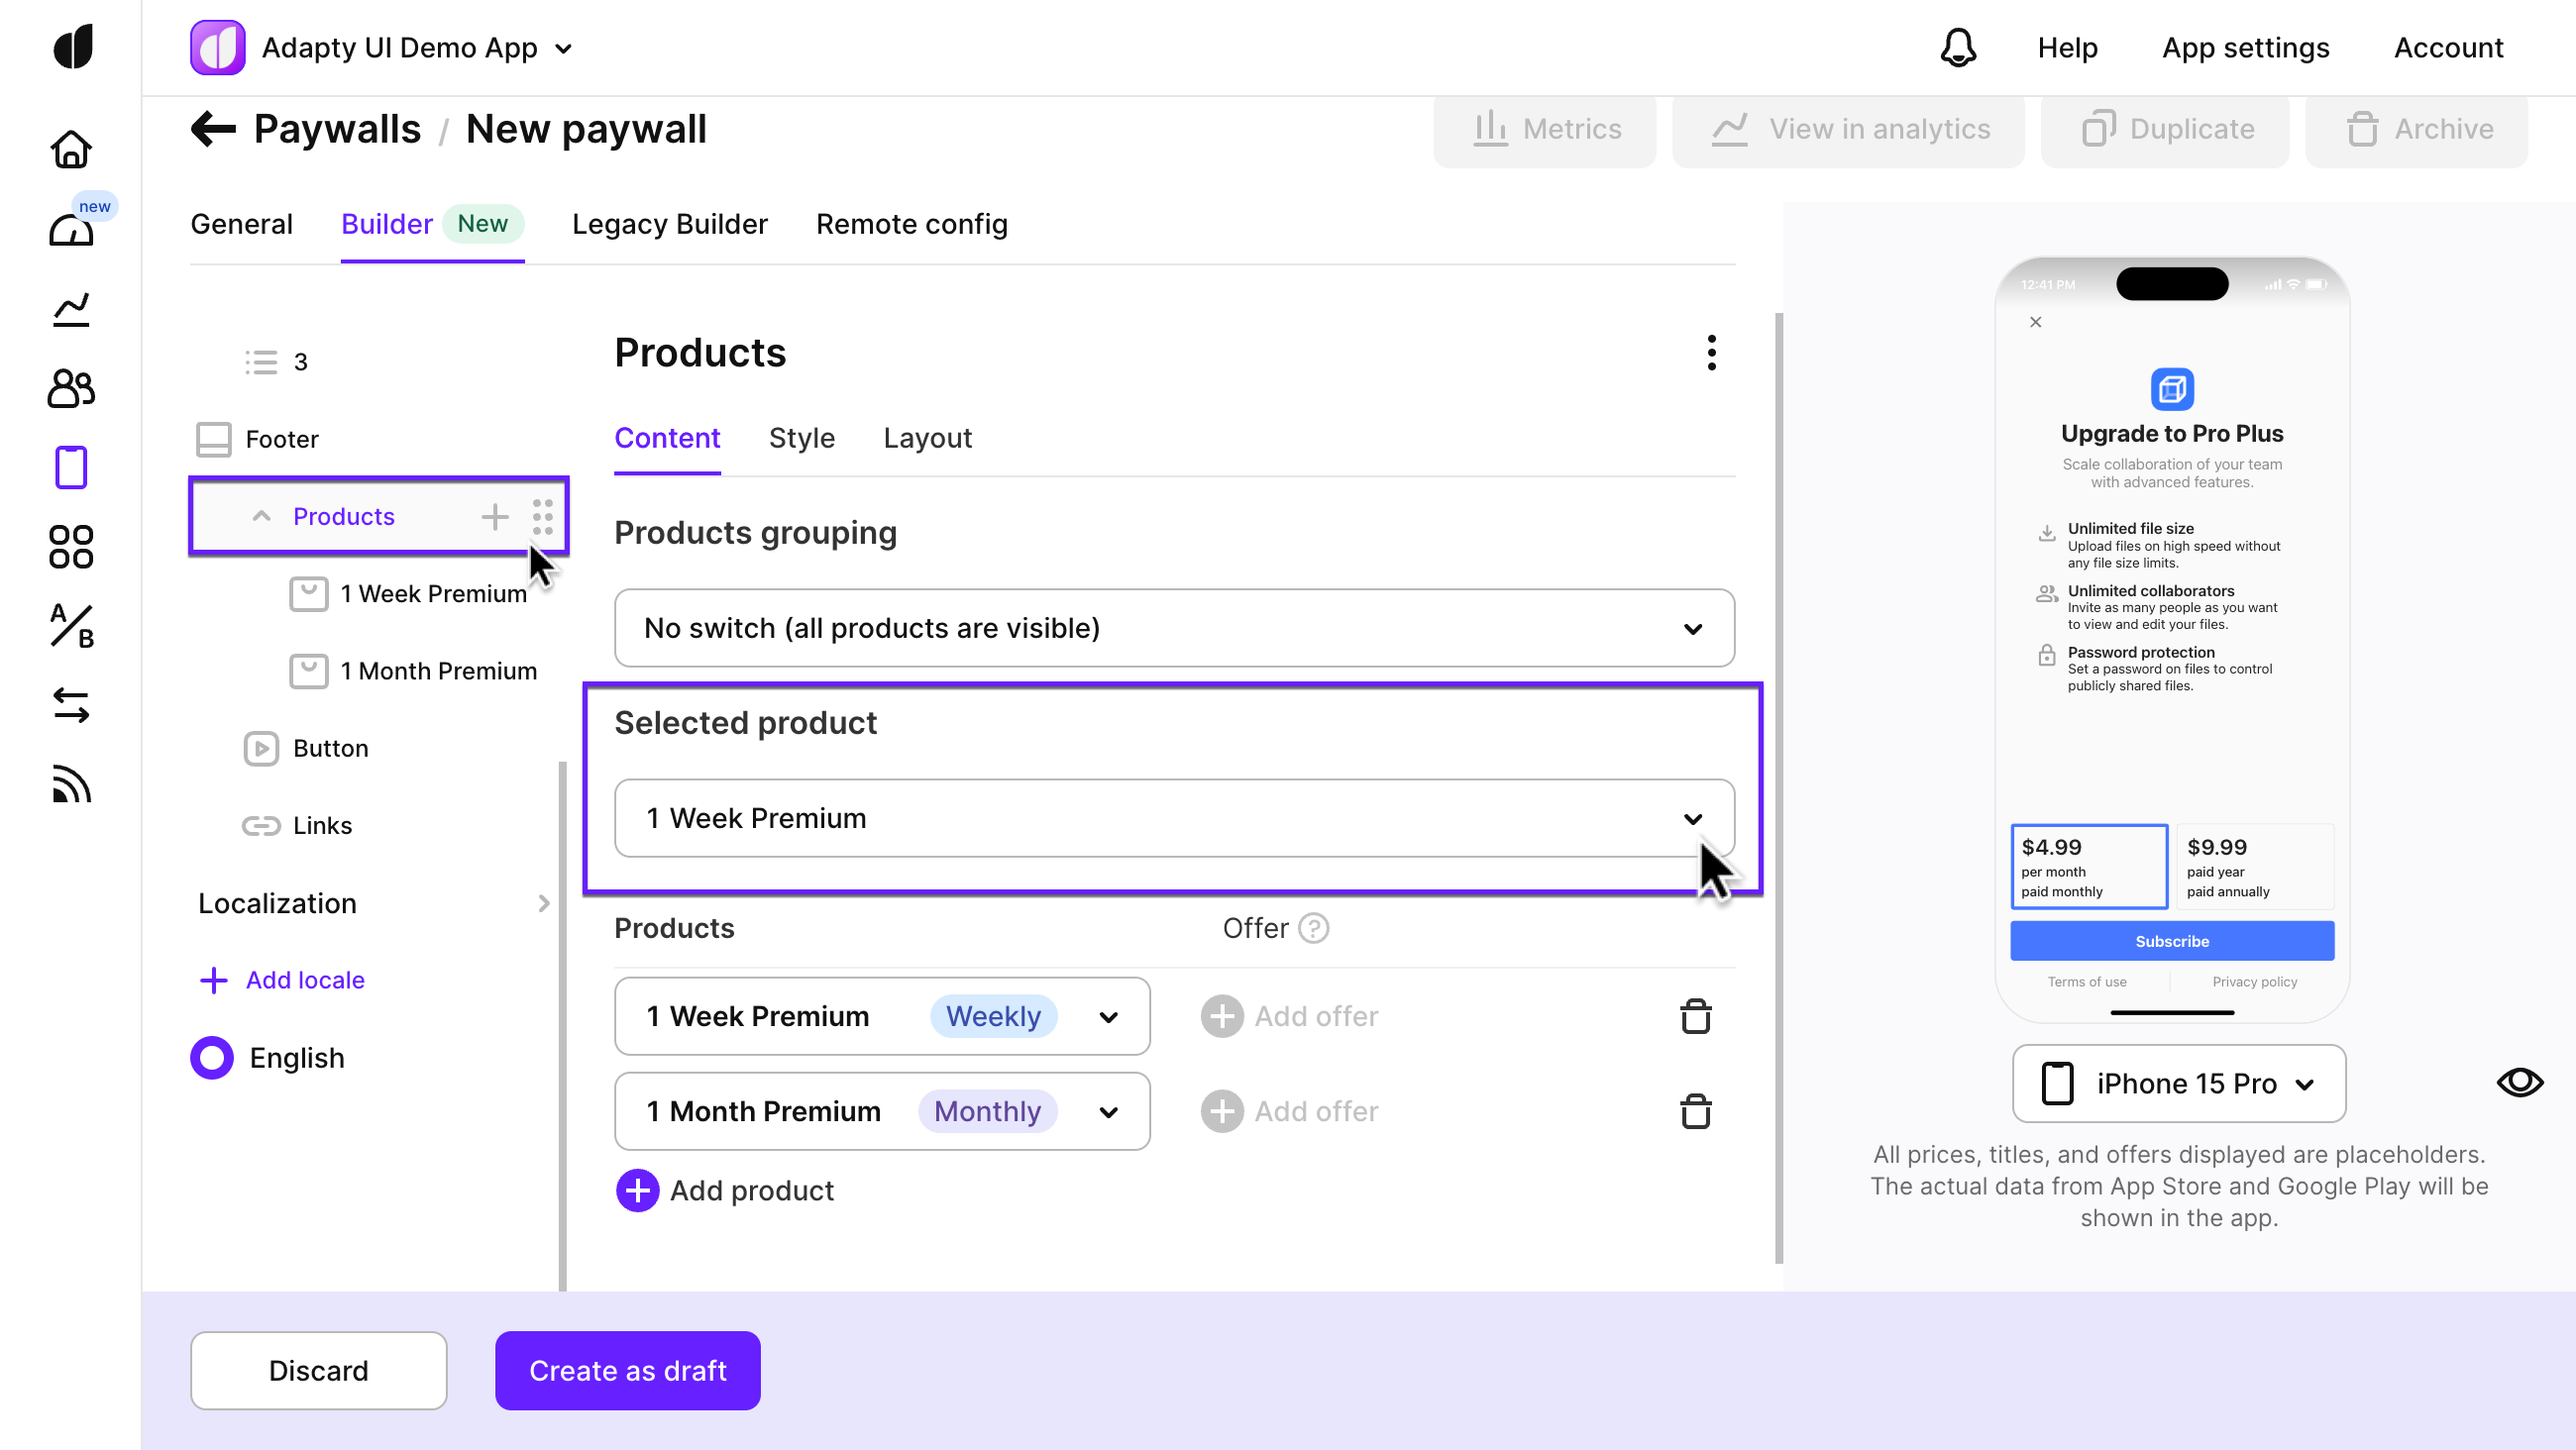 Adapty UI Demo App
Help
App settings
Account
Paywalls / New paywall
Metrics
View in analytics
Duplicate
Archive
new
General
Builder New
Legacy Builder
Remote config
3
Footer
Products
1 Week Premium
1 Month Premium
Button
Links
Localization
Add locale
English
Products
Content
Style
Layout
Products grouping
No switch (all products are visible)
Selected product
1 Week Premium
Products
Offer ?
1 Week Premium Weekly
Add offer
1 Month Premium Monthly
Add offer
Add product
A/B
12:41 PM
Upgrade to Pro Plus
Scale collaboration of your team
with advanced features.
Unlimited file size
Upload files on high speed without
any file size limits.
Unlimited collaborators
Invite as many people as you want
to view and edit your files.
Password protection
Set a password on files to control
publicly shared files.
$4.99
per month
paid monthly
$9.99
paid year
paid annually
Subscribe
Terms of use
Privacy policy
iPhone 15 Pro
All prices, titles, and offers displayed are placeholders.
The actual data from App Store and Google Play will be
shown in the app.
Discard
Create as draft